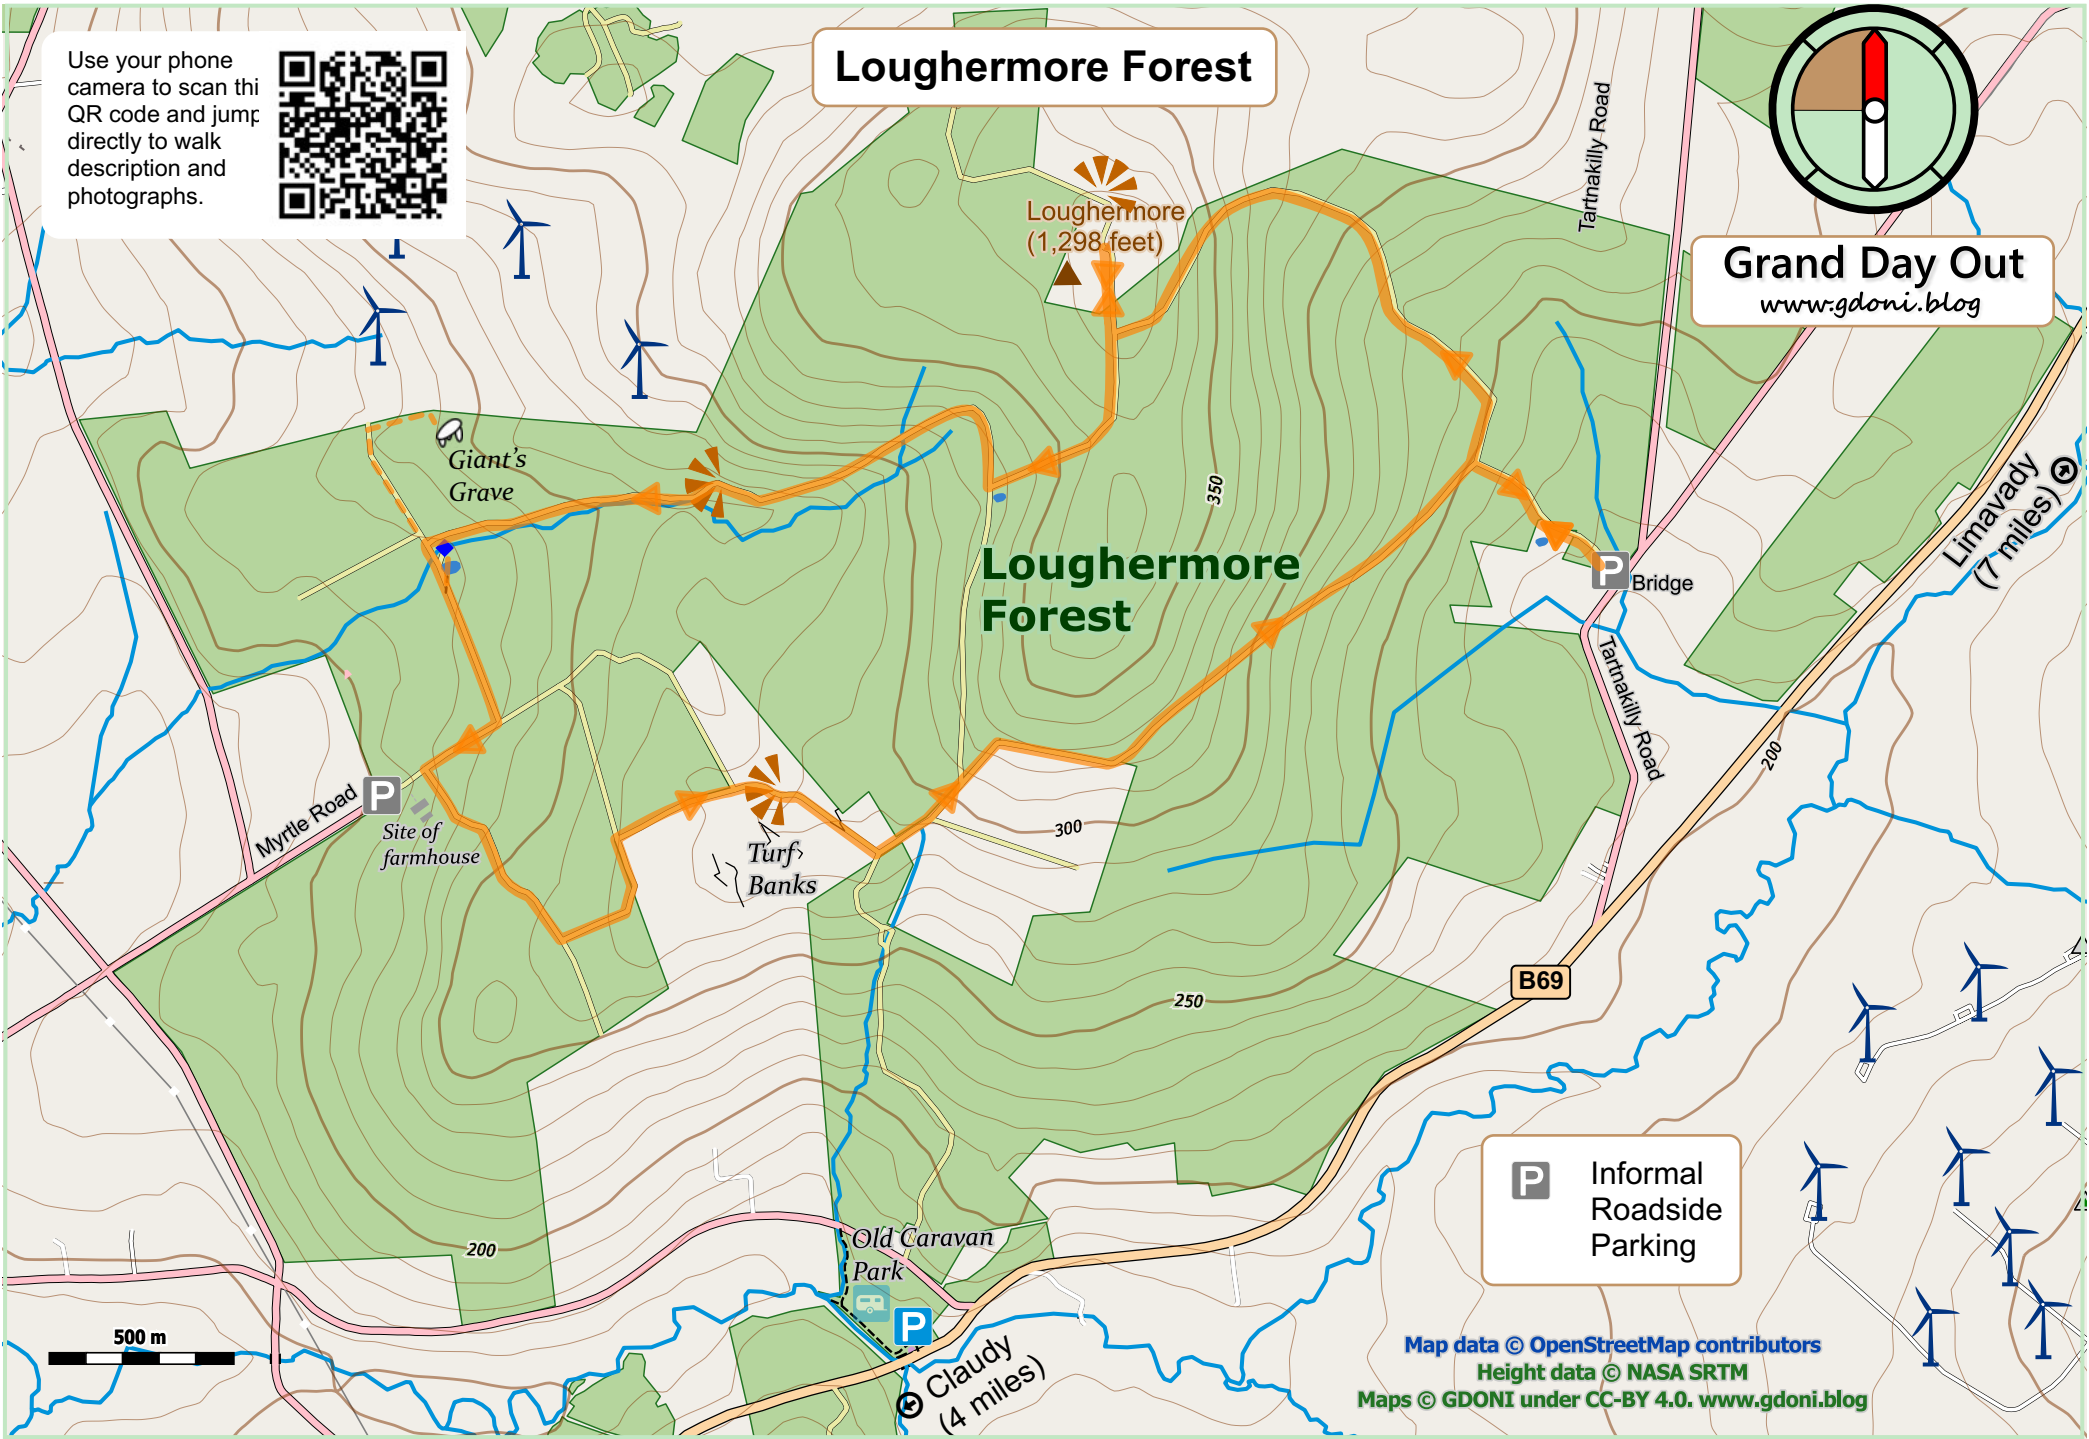 Use your phone
camera to scan thi
QR code and jump
directly to walk
description and
photographs.
Loughermore Forest
Tartnakilly Road
Grand Day Out
www.gdoni.blog
Loughermore
(1,298 feet)
Giant's
Grave
350
Limavady
(7 miles)
Loughermore
Forest
P
Bridge
Tartnakilly Road
200
Myrtle Road
P
Site of
farmhouse
Turf
Banks
300
B69
250
P
Informal
Roadside
Parking
200
Old Caravan
Park
P
500 m
Claudy
(4 miles)
Map data © OpenStreetMap contributors
Height data © NASA SRTM
Maps © GDONI under CC-BY 4.0. www.gdoni.blog